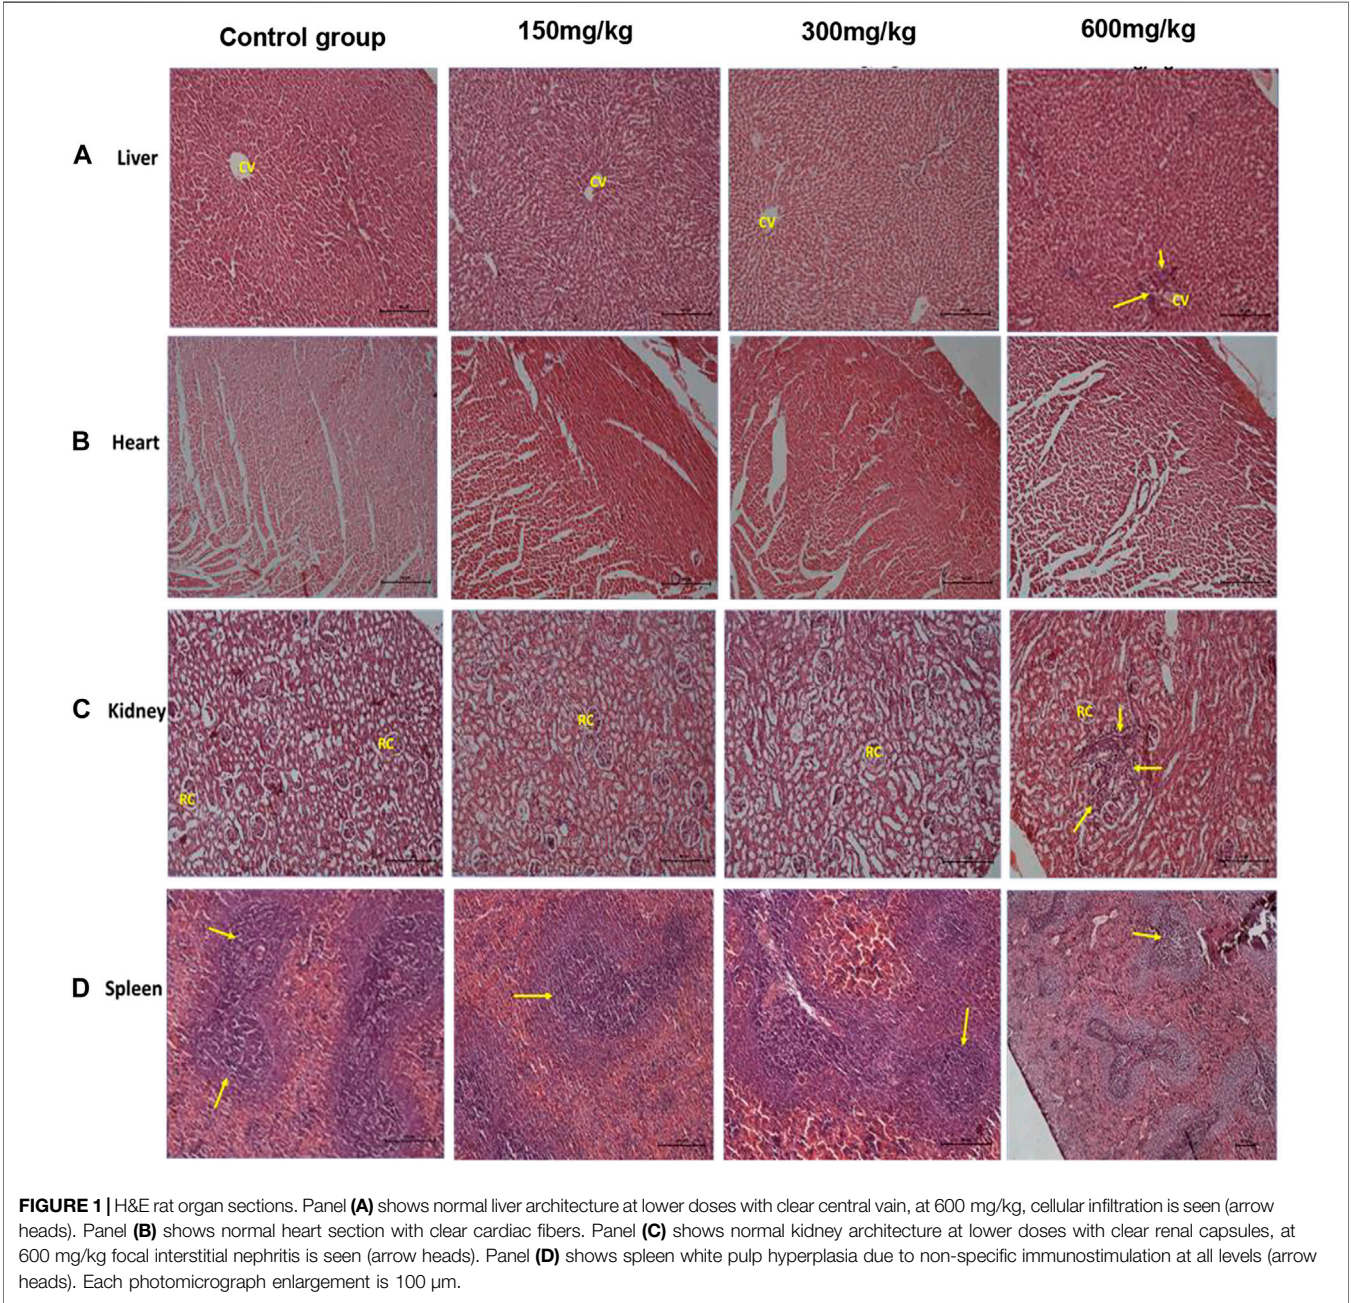 Control group 150mg/kg 300mg/kg 600mg/kg
A Liver
CV
CV
CV
CV
B Heart
C Kidney
RC
RC
RC
RC
RC
D Spleen
FIGURE 1 | H&E rat organ sections. Panel (A) shows normal liver architecture at lower doses with clear central vain, at 600 mg/kg, cellular infiltration is seen (arrow
heads). Panel (B) shows normal heart section with clear cardiac fibers. Panel (C) shows normal kidney architecture at lower doses with clear renal capsules, at
600 mg/kg focal interstitial nephritis is seen (arrow heads). Panel (D) shows spleen white pulp hyperplasia due to non-specific immunostimulation at all levels (arrow
heads). Each photomicrograph enlargement is 100 µm.